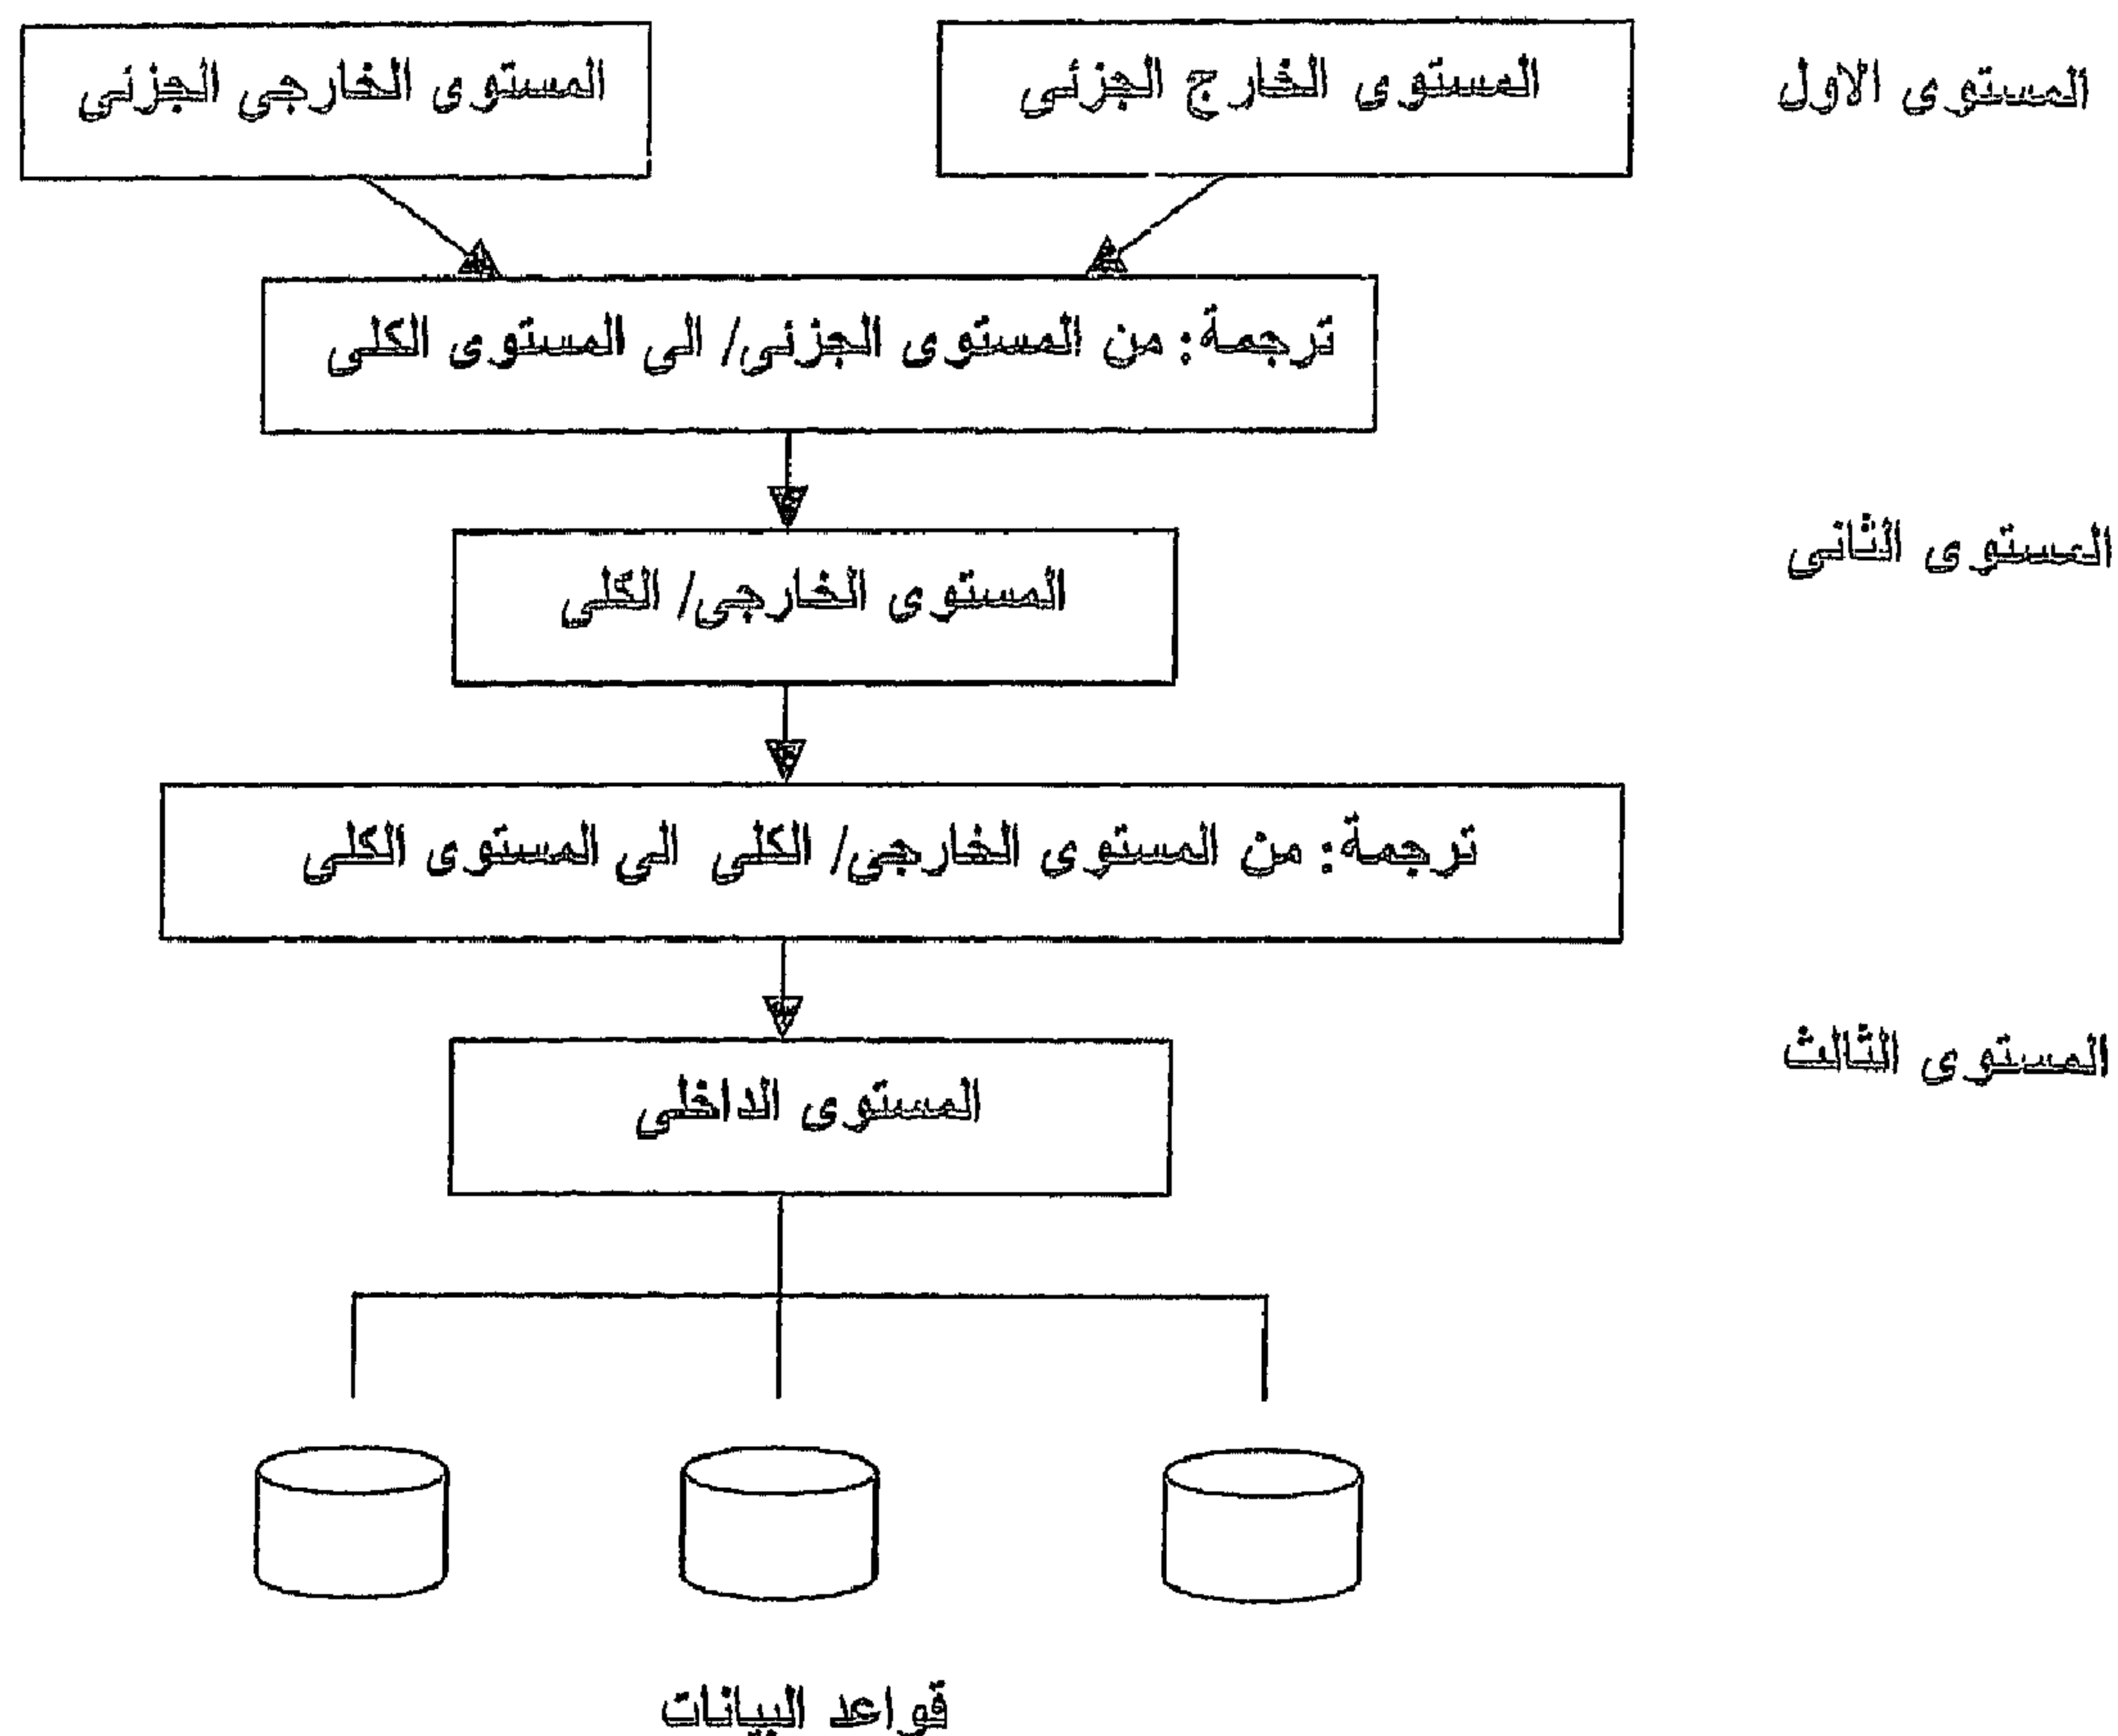 المستوى الاول
المستوى الخارج الجزئى
المستوى الخارجى الجزئى
ترجمة: من المستوى الجزئى/ الى المستوى الكلى
المستوى الثانى
المستوى الخارجى/ الكلى
ترجمة: من المستوى الخارجى/ الكلى الى المستوى الكلى
المستوى الثالث
المستوى الداخلى
قواعد البيانات